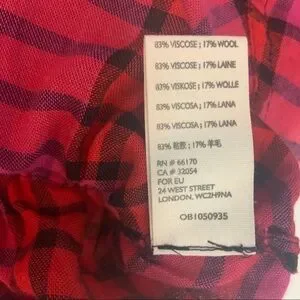 83% VISCOSE ; 17% WOOL
83% VISCOSE ; 17% LAINE
83% VISKOSE ; 17% WOLLE
83% VISCOSA ; 17% LANA
83% VISCOSA ; 17% LANA
83% 粘胶 ; 17% 羊毛
RN # 66170
CA # 32054
FOR EU
24 WEST STREET
LONDON. WC2H9NA
OB1050935